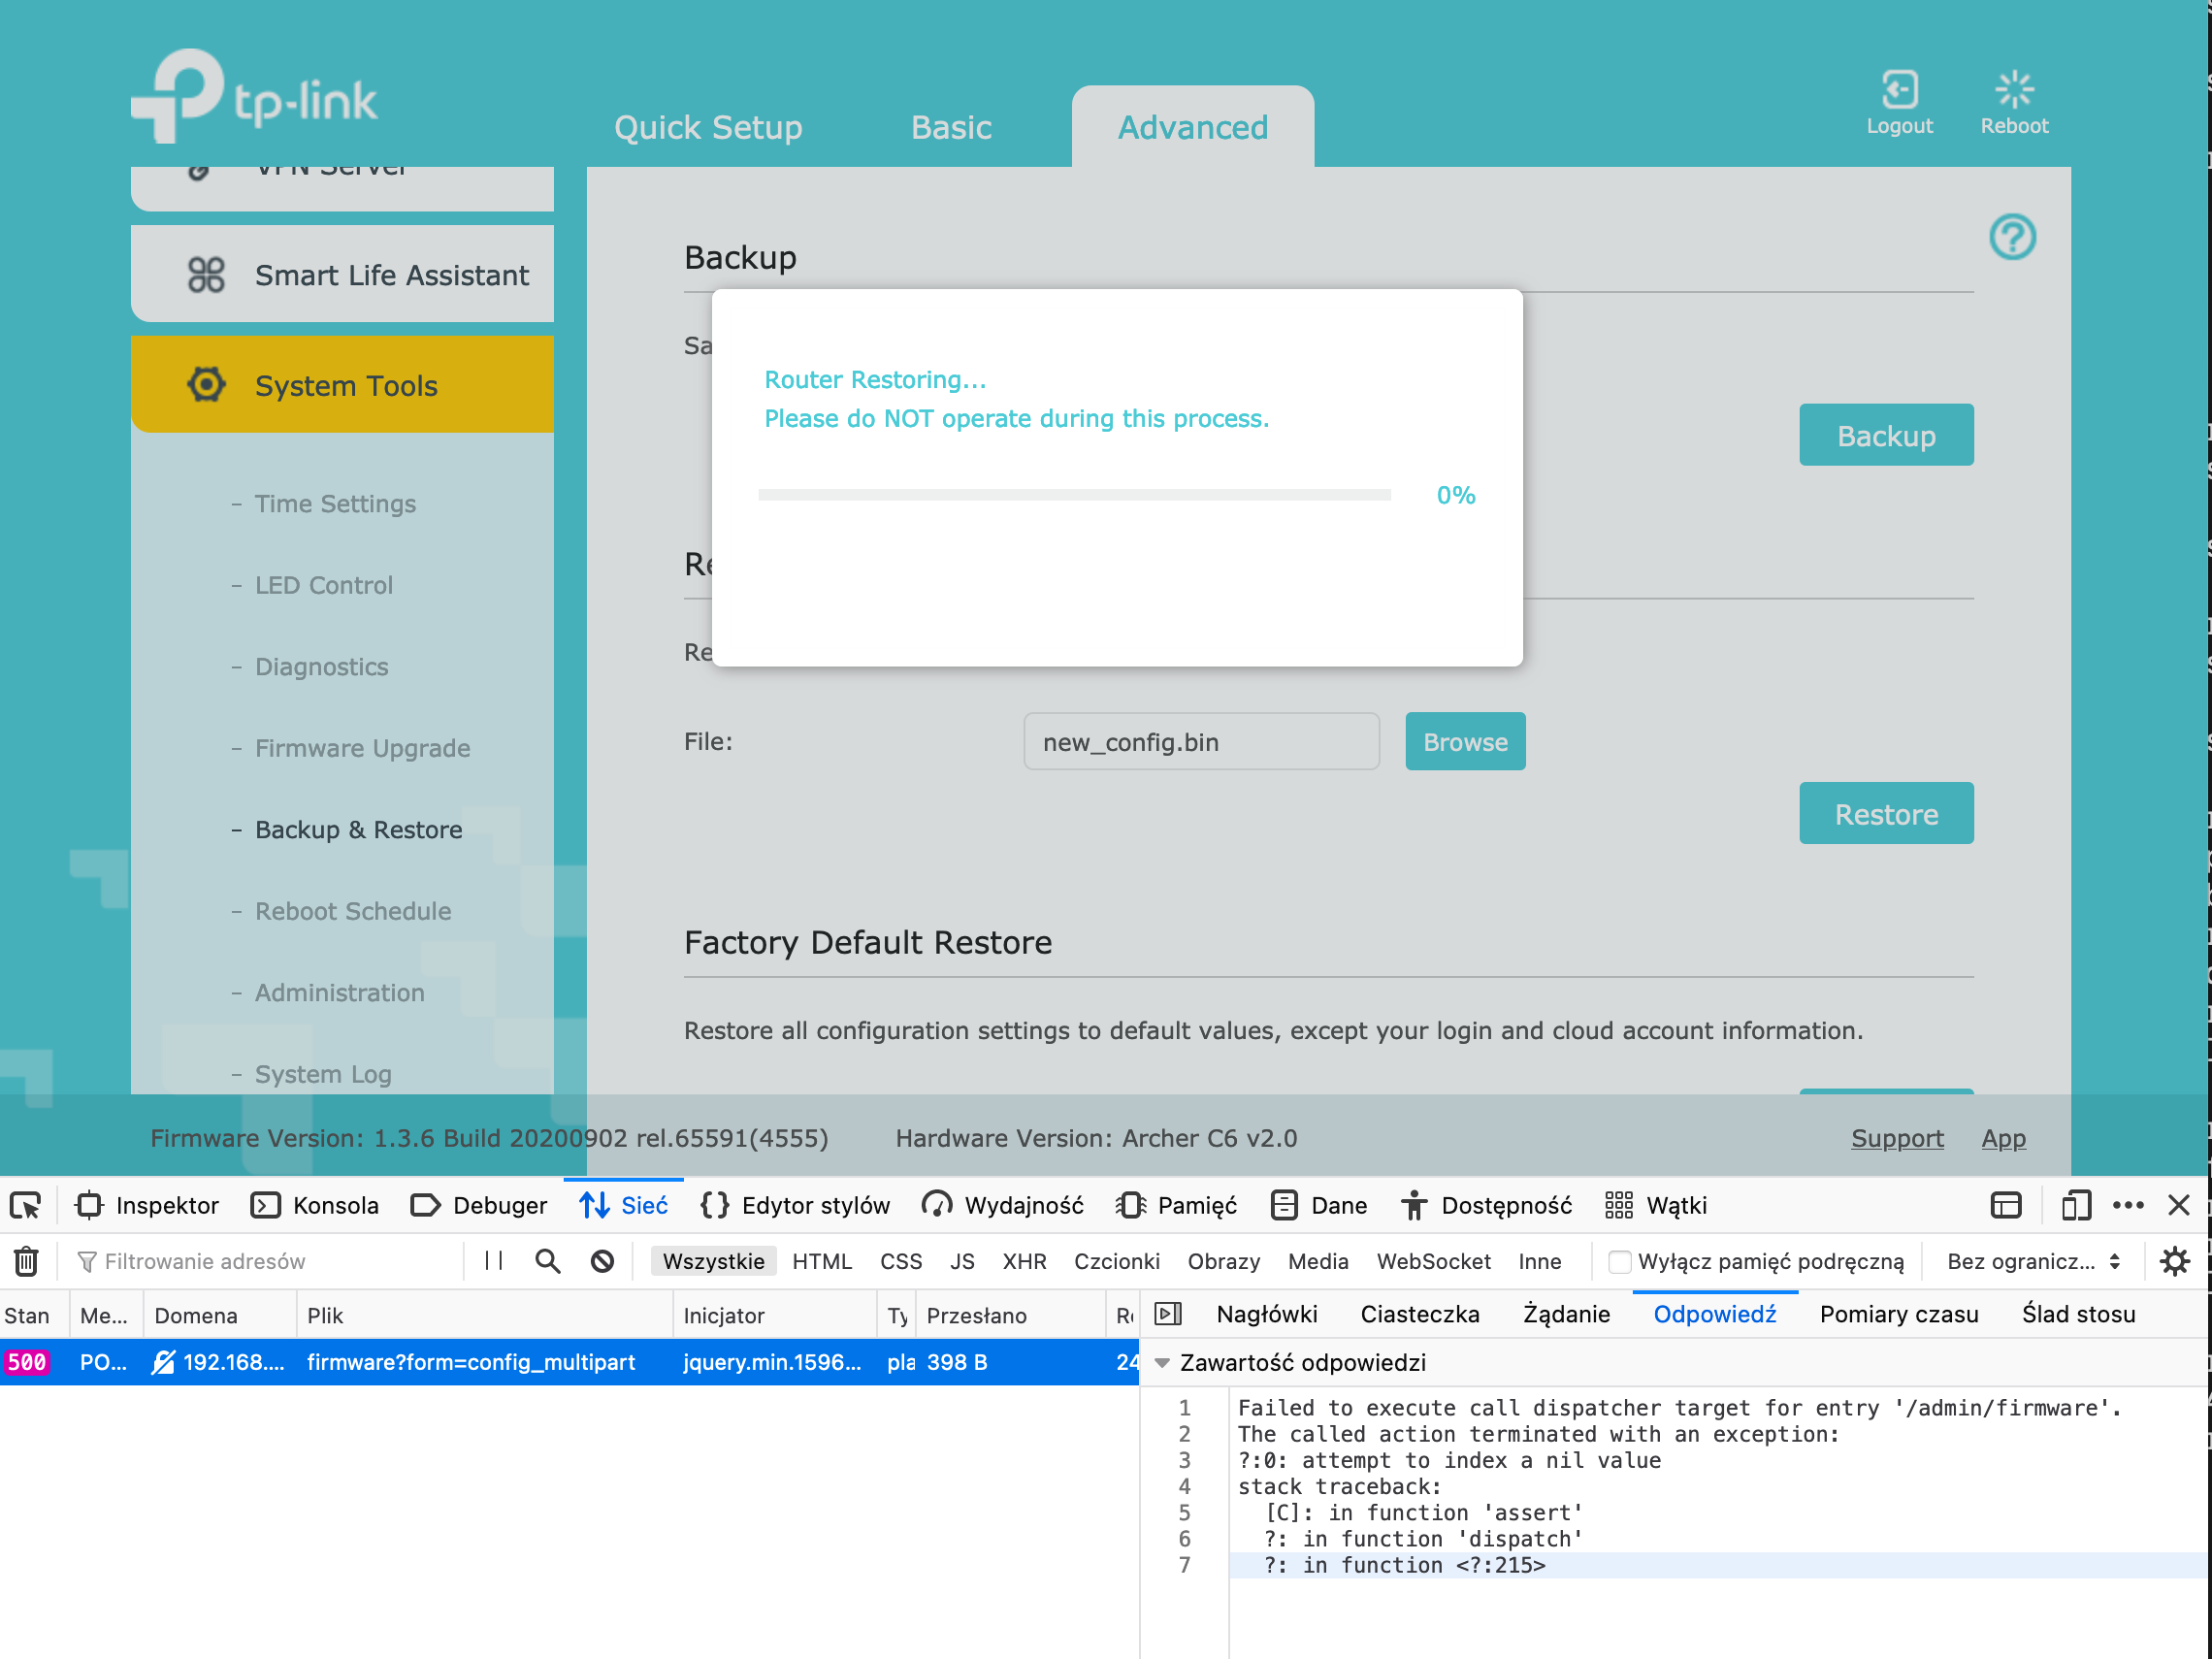 tp-link
Quick Setup
Basic
Advanced
Logout
Reboot
VPN Server
Smart Life Assistant
System Tools
- Time Settings
- LED Control
- Diagnostics
- Firmware Upgrade
- Backup & Restore
- Reboot Schedule
- Administration
- System Log
Backup
Sa
Backup
Router Restoring...
Please do NOT operate during this process.
0%
Re
Re
File:
new_config.bin
Browse
Restore
Factory Default Restore
Restore all configuration settings to default values, except your login and cloud account information.
Firmware Version: 1.3.6 Build 20200902 rel.65591(4555)
Hardware Version: Archer C6 v2.0
Support
App
Inspektor
Konsola
Debuger
Sieć
Edytor stylów
Wydajność
Pamięć
Dane
Dostępność
Wątki
Filtrowanie adresów
Wszystkie
HTML
CSS
JS
XHR
Czcionki
Obrazy
Media
WebSocket
Inne
Wyłącz pamięć podręczną
Bez ogranicz...
Stan
Me...
Domena
Plik
Inicjator
Ty
Przesłano
Nagłówki
Ciasteczka
Żądanie
Odpowiedź
Pomiary czasu
Ślad stosu
500
PO...
192.168....
firmware?form=config_multipart
jquery.min.1596...
pla
398 B
24
Zawartość odpowiedzi
1 Failed to execute call dispatcher target for entry '/admin/firmware'.
2 The called action terminated with an exception:
3 ?:0: attempt to index a nil value
4 stack traceback:
5 [C]: in function 'assert'
6 ?: in function 'dispatch'
7 ?: in function <?:215>